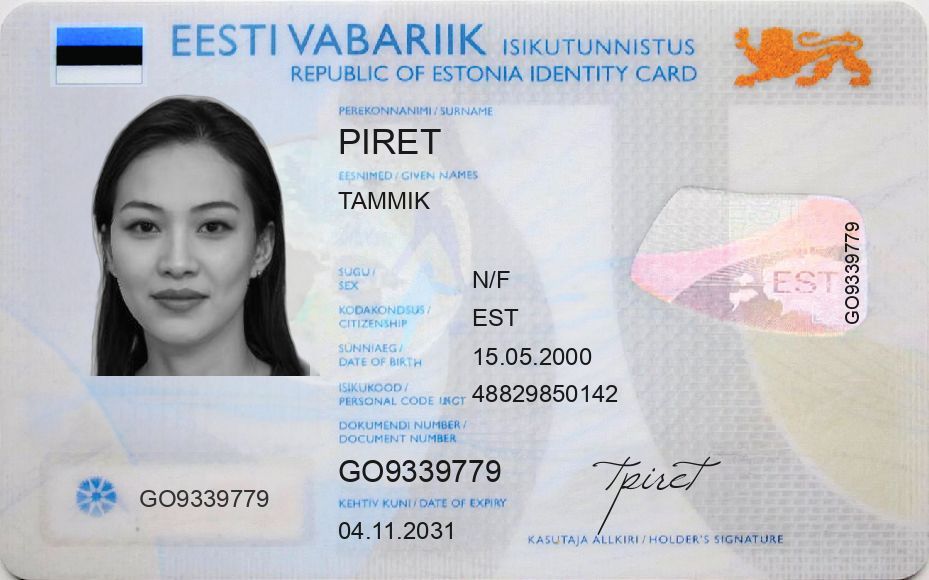 EESTI VABARIIK ISIKUTUNNISTUS
REPUBLIC OF ESTONIA IDENTITY CARD
PEREKONNANIMI / SURNAME
PIRET
EESNIMED / GIVEN NAMES
TAMMIK
SUGU /
SEX
N/F
KODAKONDSUS /
CITIZENSHIP
EST
SÜNNIAEG /
DATE OF BIRTH
15.05.2000
ISIKUKOOD /
PERSONAL CODE
48829850142
DOKUMENDI NUMBER /
DOCUMENT NUMBER
GO9339779
KEHTIV KUNI / DATE OF EXPIRY
04.11.2031
GO9339779
EST
GO9339779
Tpiret
KASUTAJA ALLKIRI / HOLDER'S SIGNATURE